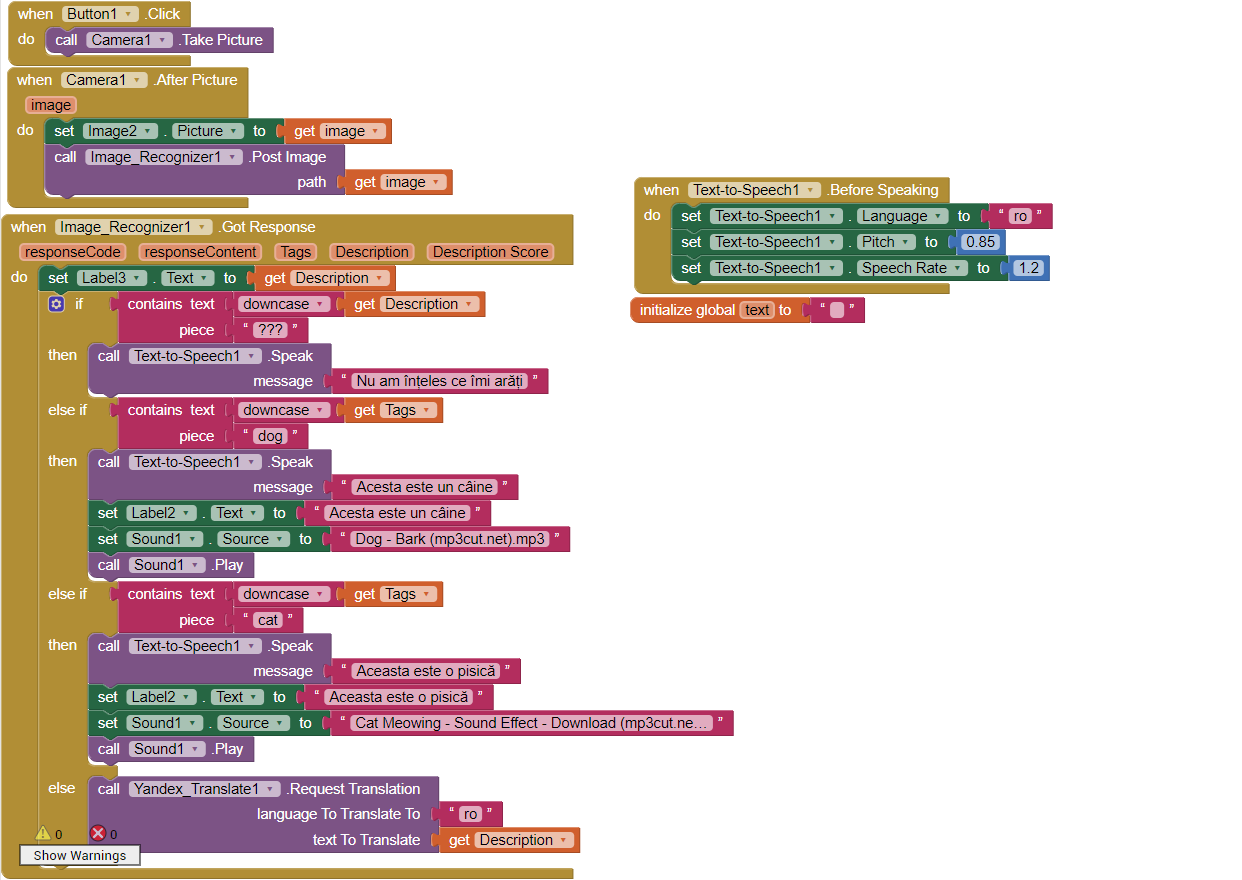 when Button1 .Click
do call Camera1 .Take Picture
when Camera1 .After Picture
image
do set Image2 . Picture to get image
call Image_Recognizer1 .Post Image
path get image
when Image_Recognizer1 .Got Response
responseCode responseContent Tags Description Description Score
do set Label3 . Text to get Description
if contains text downcase get Description
piece “ ??? ”
then call Text-to-Speech1 .Speak
message “ Nu am înțeles ce îmi arăți ”
else if contains text downcase get Tags
piece “ dog ”
then call Text-to-Speech1 .Speak
message “ Acesta este un câine ”
set Label2 . Text to “ Acesta este un câine ”
set Sound1 . Source to “ Dog - Bark (mp3cut.net).mp3 ”
call Sound1 .Play
else if contains text downcase get Tags
piece “ cat ”
then call Text-to-Speech1 .Speak
message “ Aceasta este o pisică ”
set Label2 . Text to “ Aceasta este o pisică ”
set Sound1 . Source to “ Cat Meowing - Sound Effect - Download (mp3cut.ne... ”
call Sound1 .Play
else call Yandex_Translate1 .Request Translation
language To Translate To “ ro ”
text To Translate get Description
0 0
Show Warnings
when Text-to-Speech1 .Before Speaking
do set Text-to-Speech1 . Language to “ ro ”
set Text-to-Speech1 . Pitch to 0.85
set Text-to-Speech1 . Speech Rate to 1.2
initialize global text to “ ”